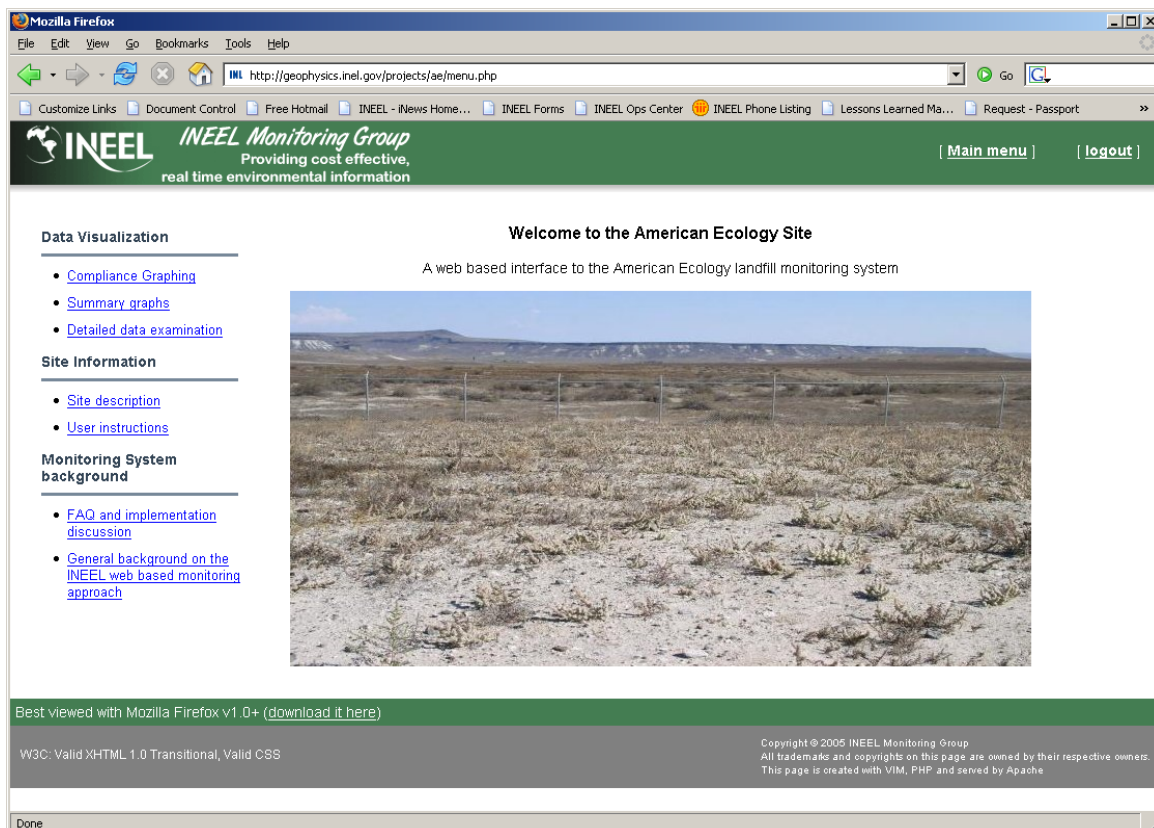 Mozilla Firefox
File Edit View Go Bookmarks Tools Help
INL http://geophysics.inel.gov/projects/ae/menu.php Go G
Customize Links Document Control Free Hotmail INEEL - iNews Home... INEEL Forms INEEL Ops Center INEEL Phone Listing Lessons Learned Ma... Request - Passport »
INEEL
INEEL Monitoring Group
Providing cost effective,
real time environmental information
[ Main menu ] [ logout ]
Data Visualization
• Compliance Graphing
• Summary graphs
• Detailed data examination
Site Information
• Site description
• User instructions
Monitoring System
background
• FAQ and implementation
discussion
• General background on the
INEEL web based monitoring
approach
Welcome to the American Ecology Site
A web based interface to the American Ecology landfill monitoring system
Best viewed with Mozilla Firefox v1.0+ (download it here)
W3C: Valid XHTML 1.0 Transitional, Valid CSS
Copyright © 2005 INEEL Monitoring Group
All trademarks and copyrights on this page are owned by their respective owners.
This page is created with VIM, PHP and served by Apache
Done